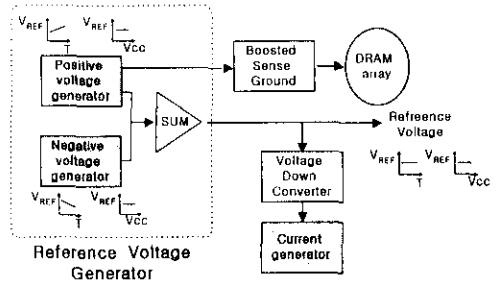 VREF
T
VREF
VCC
Positive
voltage
generator
Boosted
Sense
Ground
DRAM
array
SUM
Refreence
Voltage
VREF
T
VREF
VCC
Negative
voltage
generator
VREF
T
VREF
VCC
Voltage
Down
Converter
Current
generator
Reference Voltage
Generator